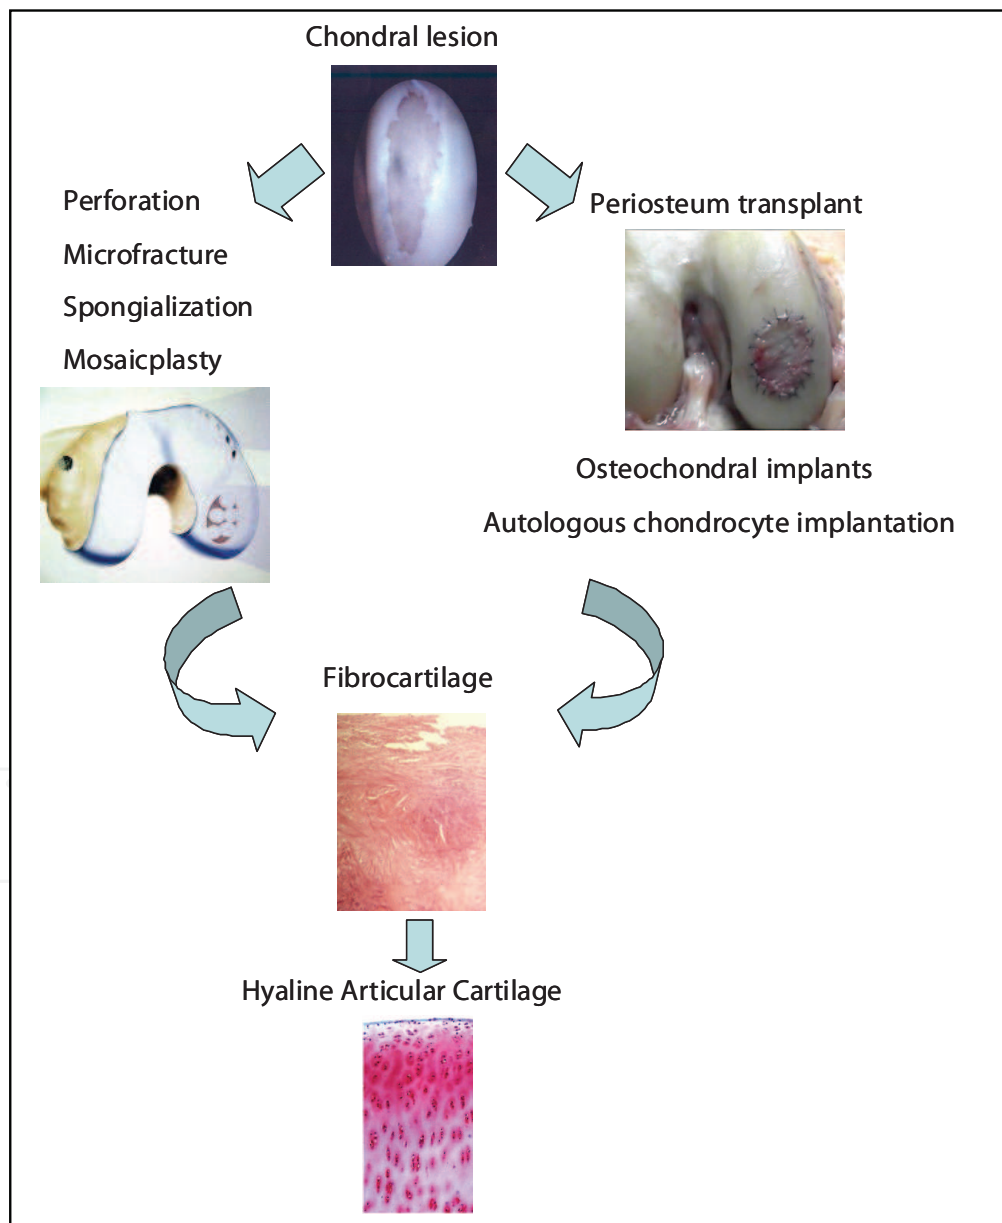 Chondral lesion
Perforation
Microfracture
Spongialization
Mosaicplasty
Periosteum transplant
Osteochondral implants
Autologous chondrocyte implantation
Fibrocartilage
Hyaline Articular Cartilage